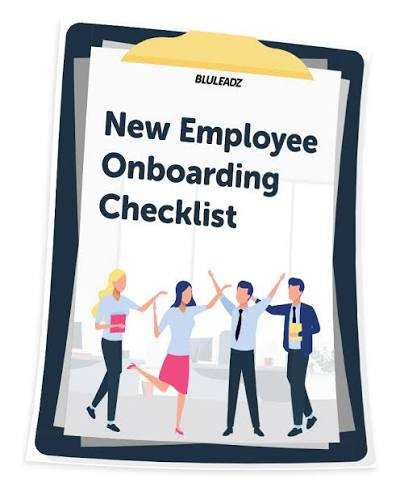 BLULEADZ
New Employee
Onboarding
Checklist